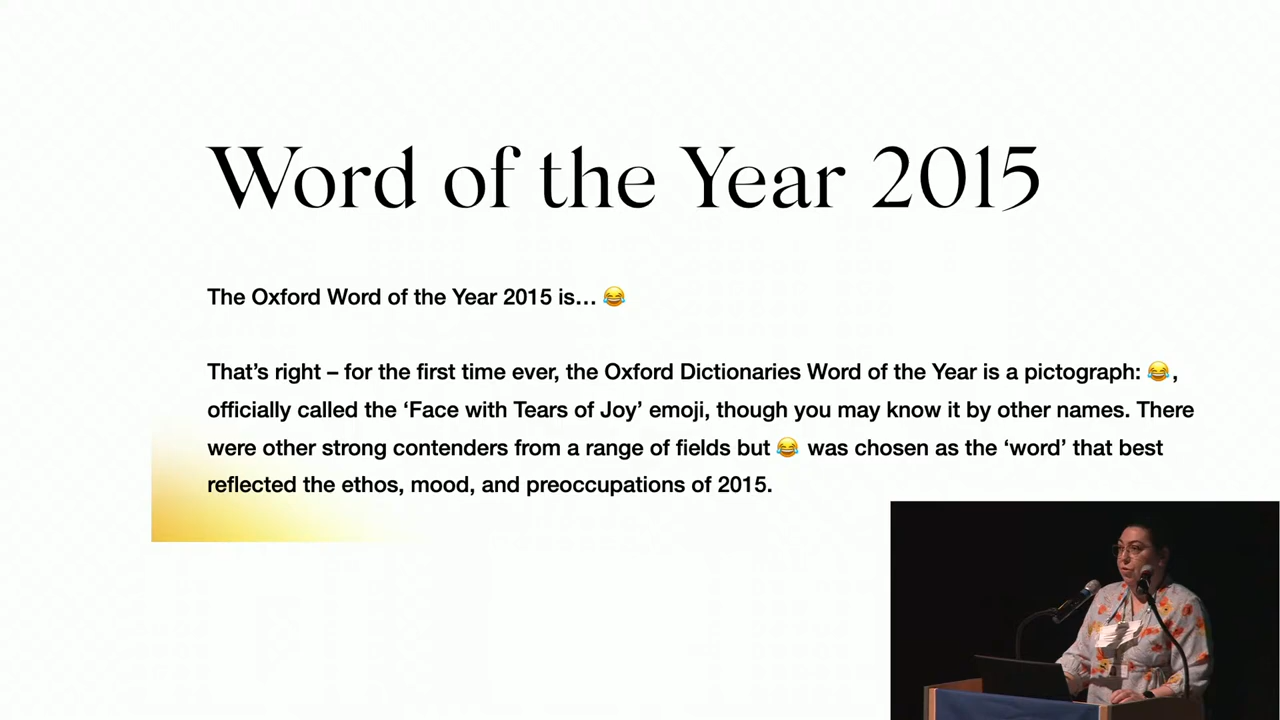 Word of the Year 2015
The Oxford Word of the Year 2015 is… 😂
That’s right – for the first time ever, the Oxford Dictionaries Word of the Year is a pictograph: 😂,
officially called the ‘Face with Tears of Joy’ emoji, though you may know it by other names. There
were other strong contenders from a range of fields but 😂 was chosen as the ‘word’ that best
reflected the ethos, mood, and preoccupations of 2015.